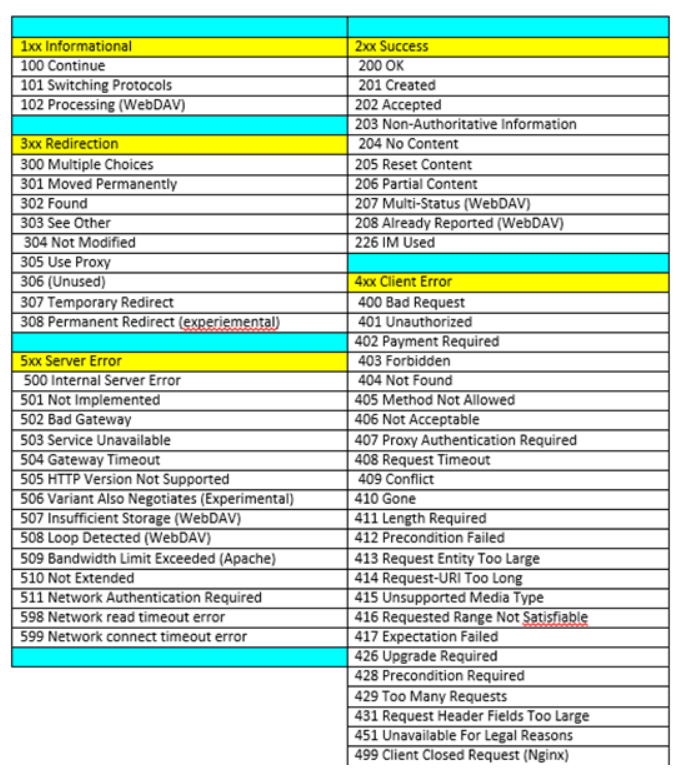 1xx Informational
100 Continue
101 Switching Protocols
102 Processing (WebDAV)
3xx Redirection
300 Multiple Choices
301 Moved Permanently
302 Found
303 See Other
304 Not Modified
305 Use Proxy
306 (Unused)
307 Temporary Redirect
308 Permanent Redirect (experiemental)
5xx Server Error
500 Internal Server Error
501 Not Implemented
502 Bad Gateway
503 Service Unavailable
504 Gateway Timeout
505 HTTP Version Not Supported
506 Variant Also Negotiates (Experimental)
507 Insufficient Storage (WebDAV)
508 Loop Detected (WebDAV)
509 Bandwidth Limit Exceeded (Apache)
510 Not Extended
511 Network Authentication Required
598 Network read timeout error
599 Network connect timeout error
2xx Success
200 OK
201 Created
202 Accepted
203 Non-Authoritative Information
204 No Content
205 Reset Content
206 Partial Content
207 Multi-Status (WebDAV)
208 Already Reported (WebDAV)
226 IM Used
4xx Client Error
400 Bad Request
401 Unauthorized
402 Payment Required
403 Forbidden
404 Not Found
405 Method Not Allowed
406 Not Acceptable
407 Proxy Authentication Required
408 Request Timeout
409 Conflict
410 Gone
411 Length Required
412 Precondition Failed
413 Request Entity Too Large
414 Request-URI Too Long
415 Unsupported Media Type
416 Requested Range Not Satisfiable
417 Expectation Failed
426 Upgrade Required
428 Precondition Required
429 Too Many Requests
431 Request Header Fields Too Large
451 Unavailable For Legal Reasons
499 Client Closed Request (Nginx)